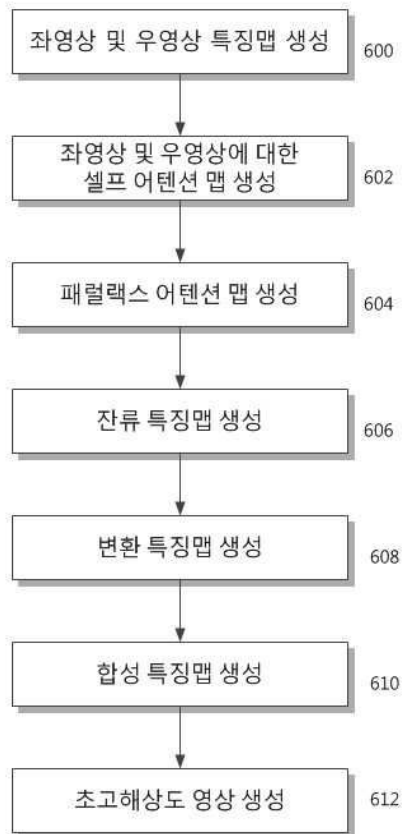 좌영상 및 우영상 특징맵 생성
600
좌영상 및 우영상에 대한
셀프 어텐션 맵 생성
602
패럴랙스 어텐션 맵 생성
604
잔류 특징맵 생성
606
변환 특징맵 생성
608
합성 특징맵 생성
610
초고해상도 영상 생성
612